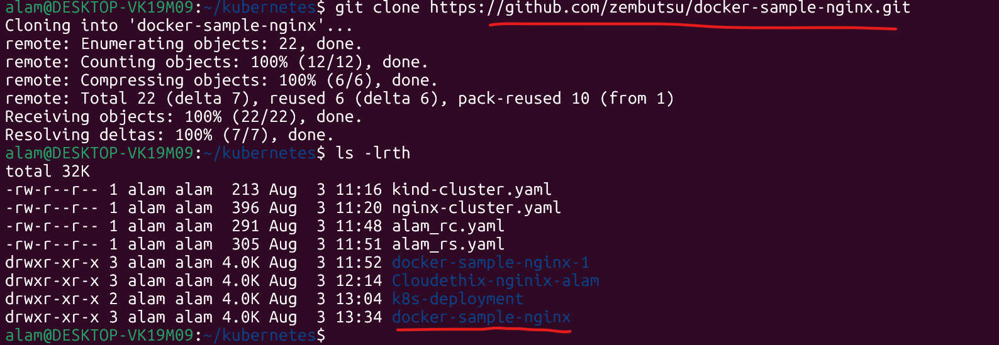 alam@DESKTOP-VK19M09:~/kubernetes$ git clone https://github.com/zembutsu/docker-sample-nginx.git
Cloning into 'docker-sample-nginx'...
remote: Enumerating objects: 22, done.
remote: Counting objects: 100% (12/12), done.
remote: Compressing objects: 100% (6/6), done.
remote: Total 22 (delta 7), reused 6 (delta 6), pack-reused 10 (from 1)
Receiving objects: 100% (22/22), done.
Resolving deltas: 100% (7/7), done.
alam@DESKTOP-VK19M09:~/kubernetes$ ls -lrth
total 32K
-rw-r--r-- 1 alam alam  213 Aug  3 11:16 kind-cluster.yaml
-rw-r--r-- 1 alam alam  396 Aug  3 11:20 nginx-cluster.yaml
-rw-r--r-- 1 alam alam  291 Aug  3 11:48 alam_rc.yaml
-rw-r--r-- 1 alam alam  305 Aug  3 11:51 alam_rs.yaml
drwxr-xr-x 3 alam alam 4.0K Aug  3 11:52 docker-sample-nginx-1
drwxr-xr-x 3 alam alam 4.0K Aug  3 12:14 Cloudethix-nginix-alam
drwxr-xr-x 2 alam alam 4.0K Aug  3 13:04 k8s-deployment
drwxr-xr-x 3 alam alam 4.0K Aug  3 13:34 docker-sample-nginx
alam@DESKTOP-VK19M09:~/kubernetes$